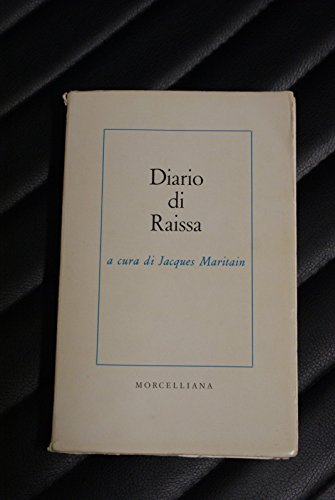 Diario
di
Raissa
a cura di Jacques Maritain
MORCELLIANA